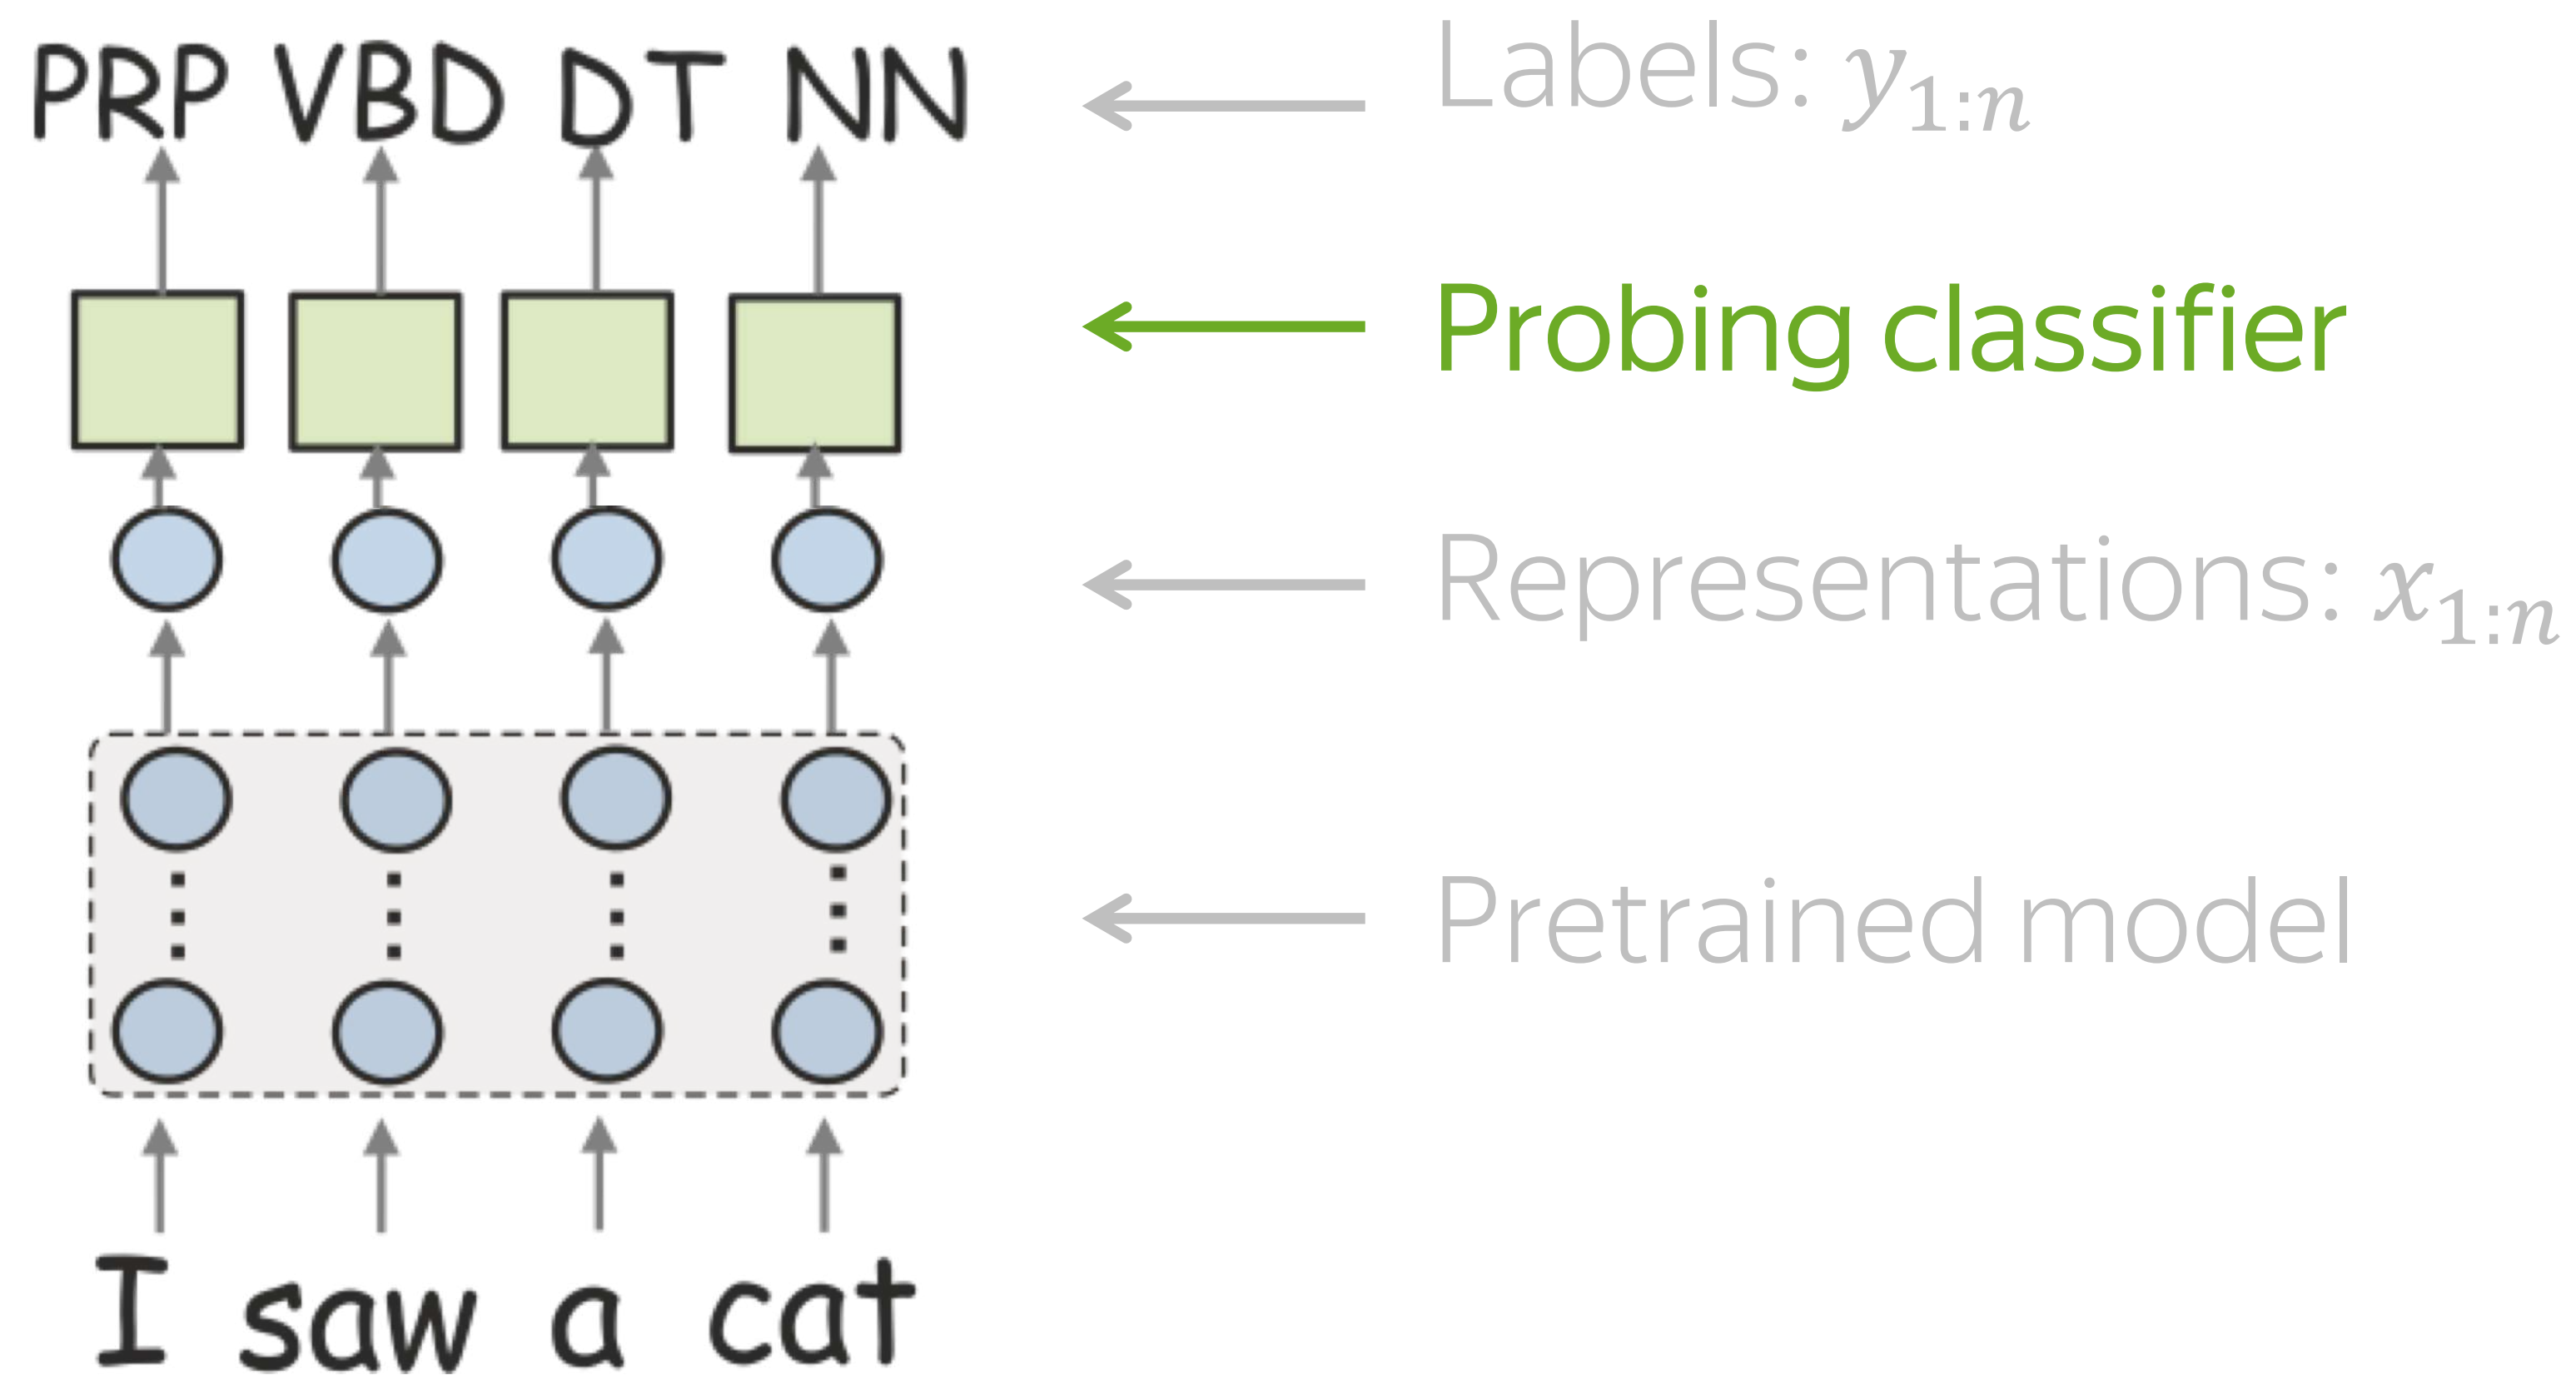 PRP VBD DT NN
Labels: y1:n
Probing classifier
Representations: x1:n
Pretrained model
I saw a cat